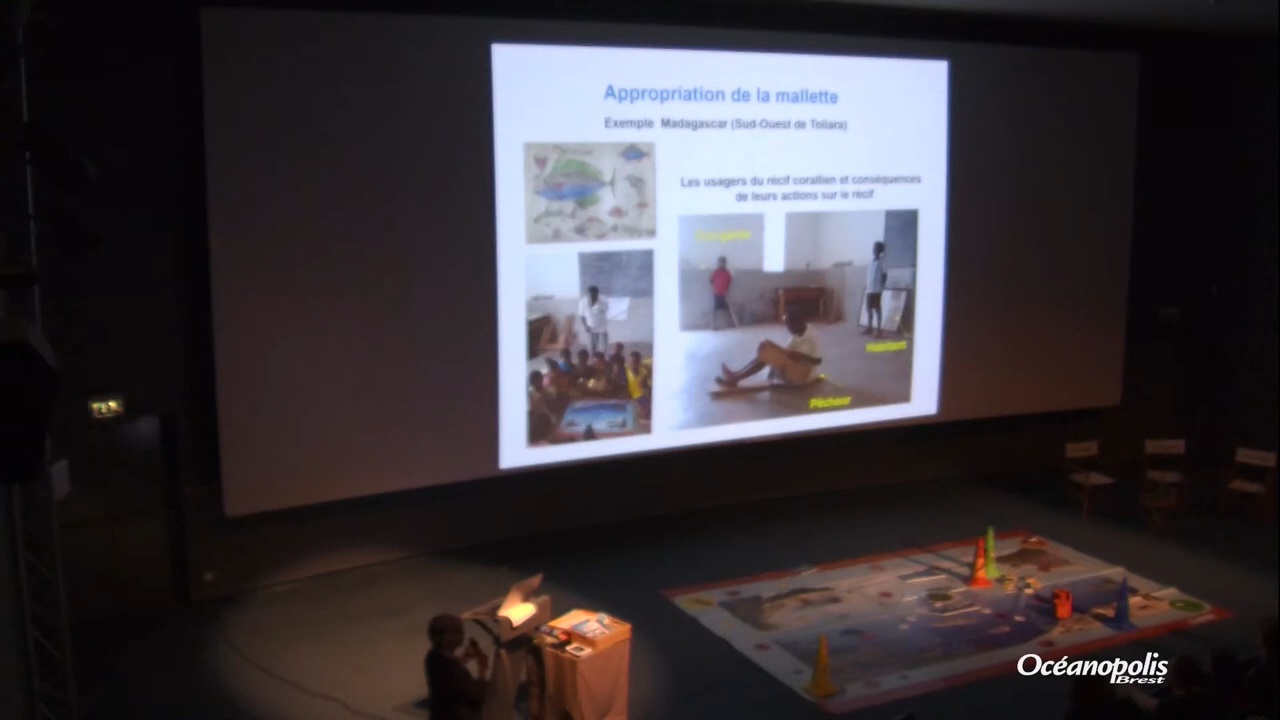 Appropriation de la mallette
Exemple Madagascar (Sud-Ouest de Toliara)
Les usagers du récif corallien et conséquences
de leurs actions sur le récif
Habitant
Pêcheur
Océanopolis
Brest